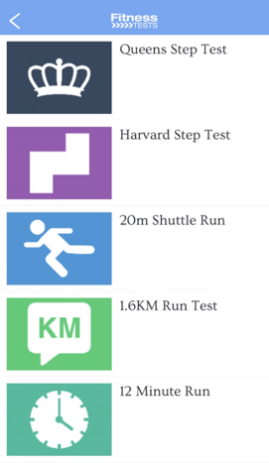 Fitness
>>>>>TESTS
Queens Step Test
Harvard Step Test
20m Shuttle Run
KM
1.6KM Run Test
12 Minute Run